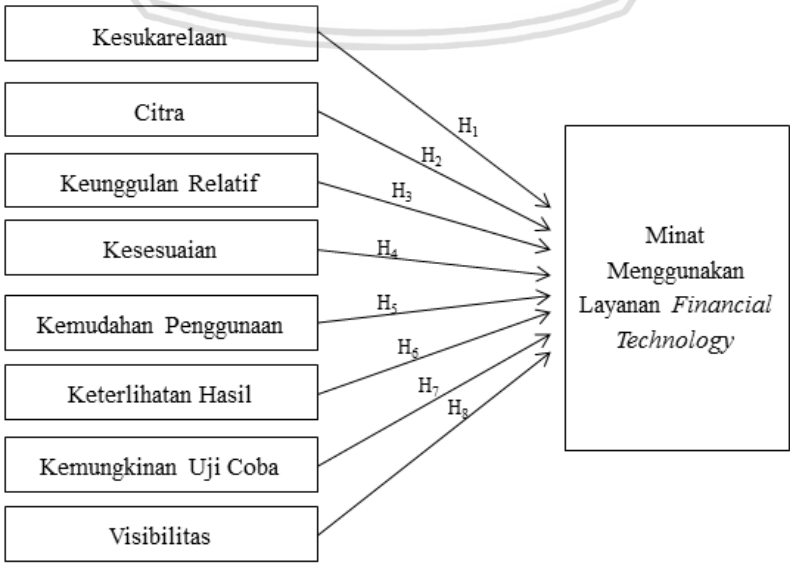 Kesukarelaan
Citra
Keunggulan Relatif
Kesesuaian
Kemudahan Penggunaan
Keterlihatan Hasil
Kemungkinan Uji Coba
Visibilitas
H1
H2
H3
H4
H5
H6
H7
H8
Minat
Menggunakan
Layanan Financial
Technology